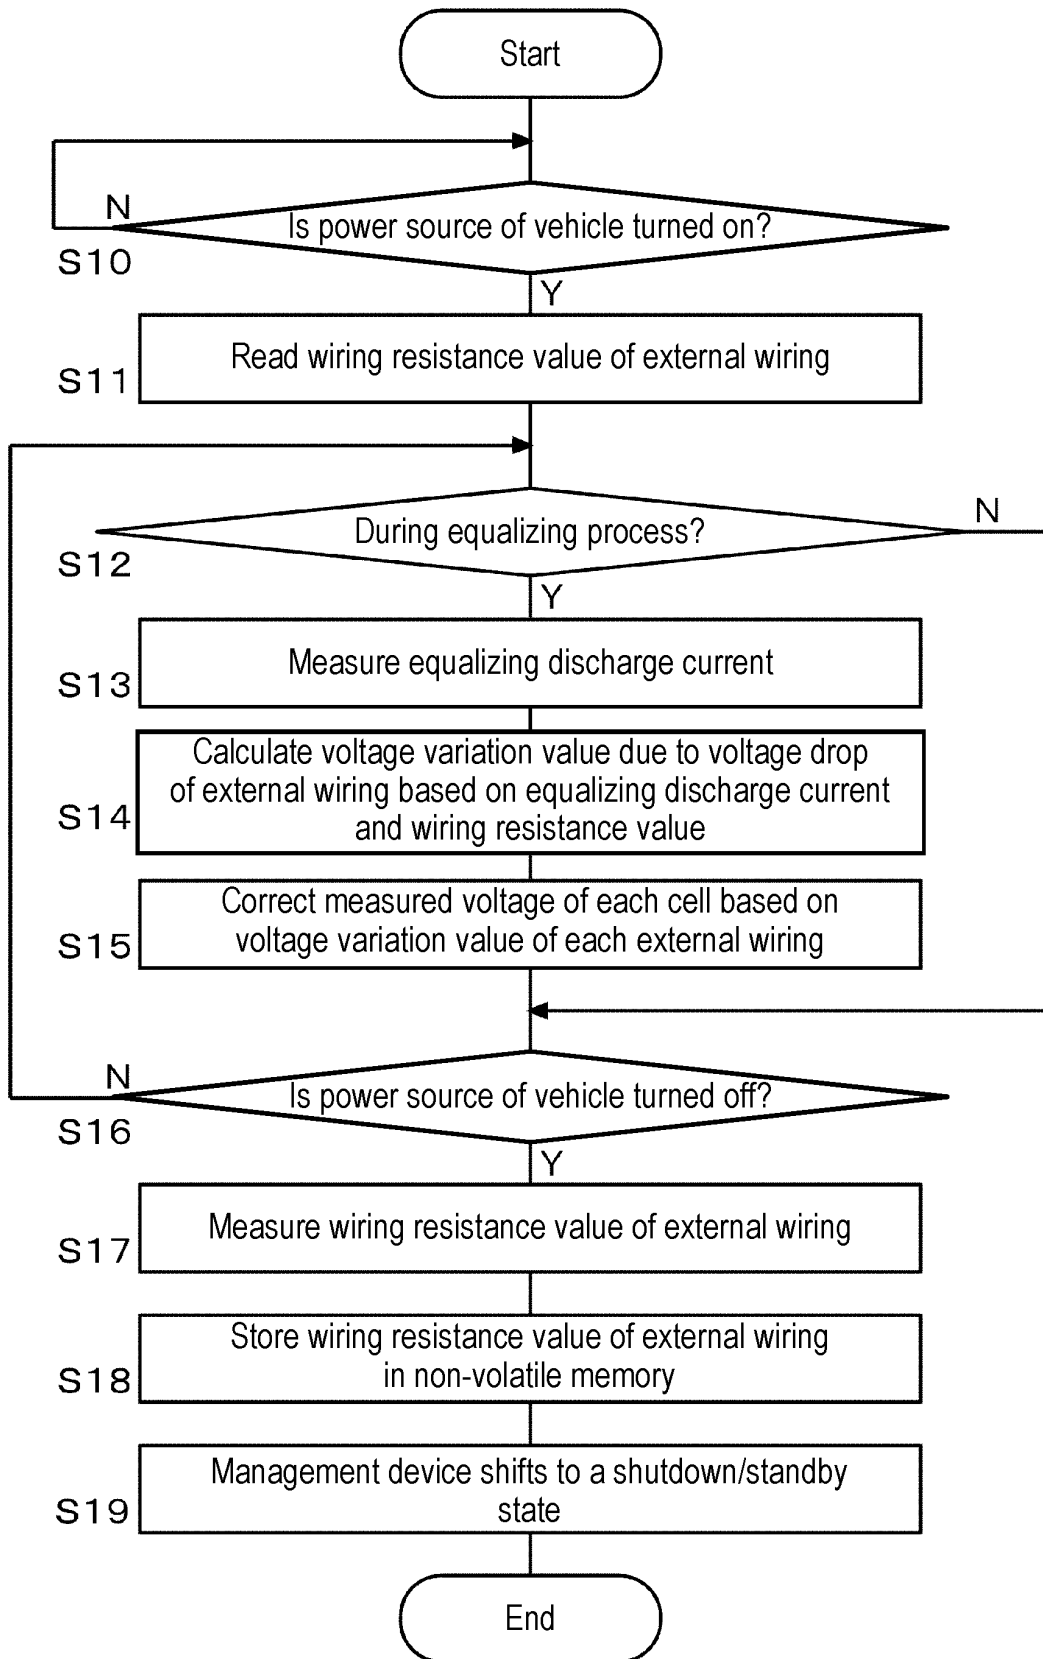 Start
N
Is power source of vehicle turned on?
S10
Y
Read wiring resistance value of external wiring
S11
N
During equalizing process?
S12
Y
Measure equalizing discharge current
S13
Calculate voltage variation value due to voltage drop
of external wiring based on equalizing discharge current
and wiring resistance value
S14
Correct measured voltage of each cell based on
voltage variation value of each external wiring
S15
N
Is power source of vehicle turned off?
S16
Y
Measure wiring resistance value of external wiring
S17
Store wiring resistance value of external wiring
in non-volatile memory
S18
Management device shifts to a shutdown/standby
state
S19
End